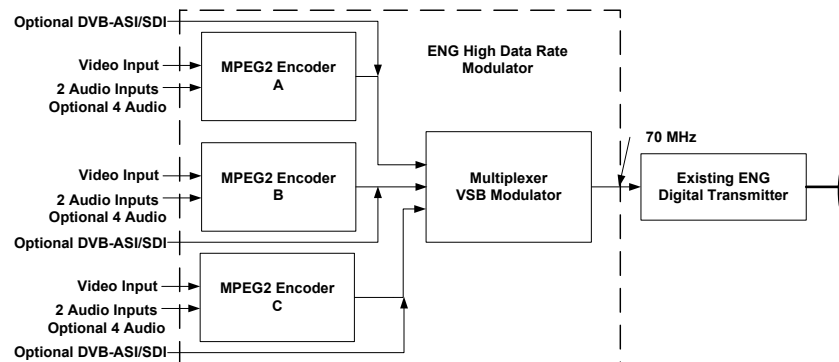 Optional DVB-ASI/SDI
Video Input
2 Audio Inputs
Optional 4 Audio
MPEG2 Encoder
A
ENG High Data Rate
Modulator
Video Input
2 Audio Inputs
Optional 4 Audio
Optional DVB-ASI/SDI
MPEG2 Encoder
B
Multiplexer
VSB Modulator
70 MHz
Existing ENG
Digital Transmitter
Video Input
2 Audio Inputs
Optional 4 Audio
Optional DVB-ASI/SDI
MPEG2 Encoder
C